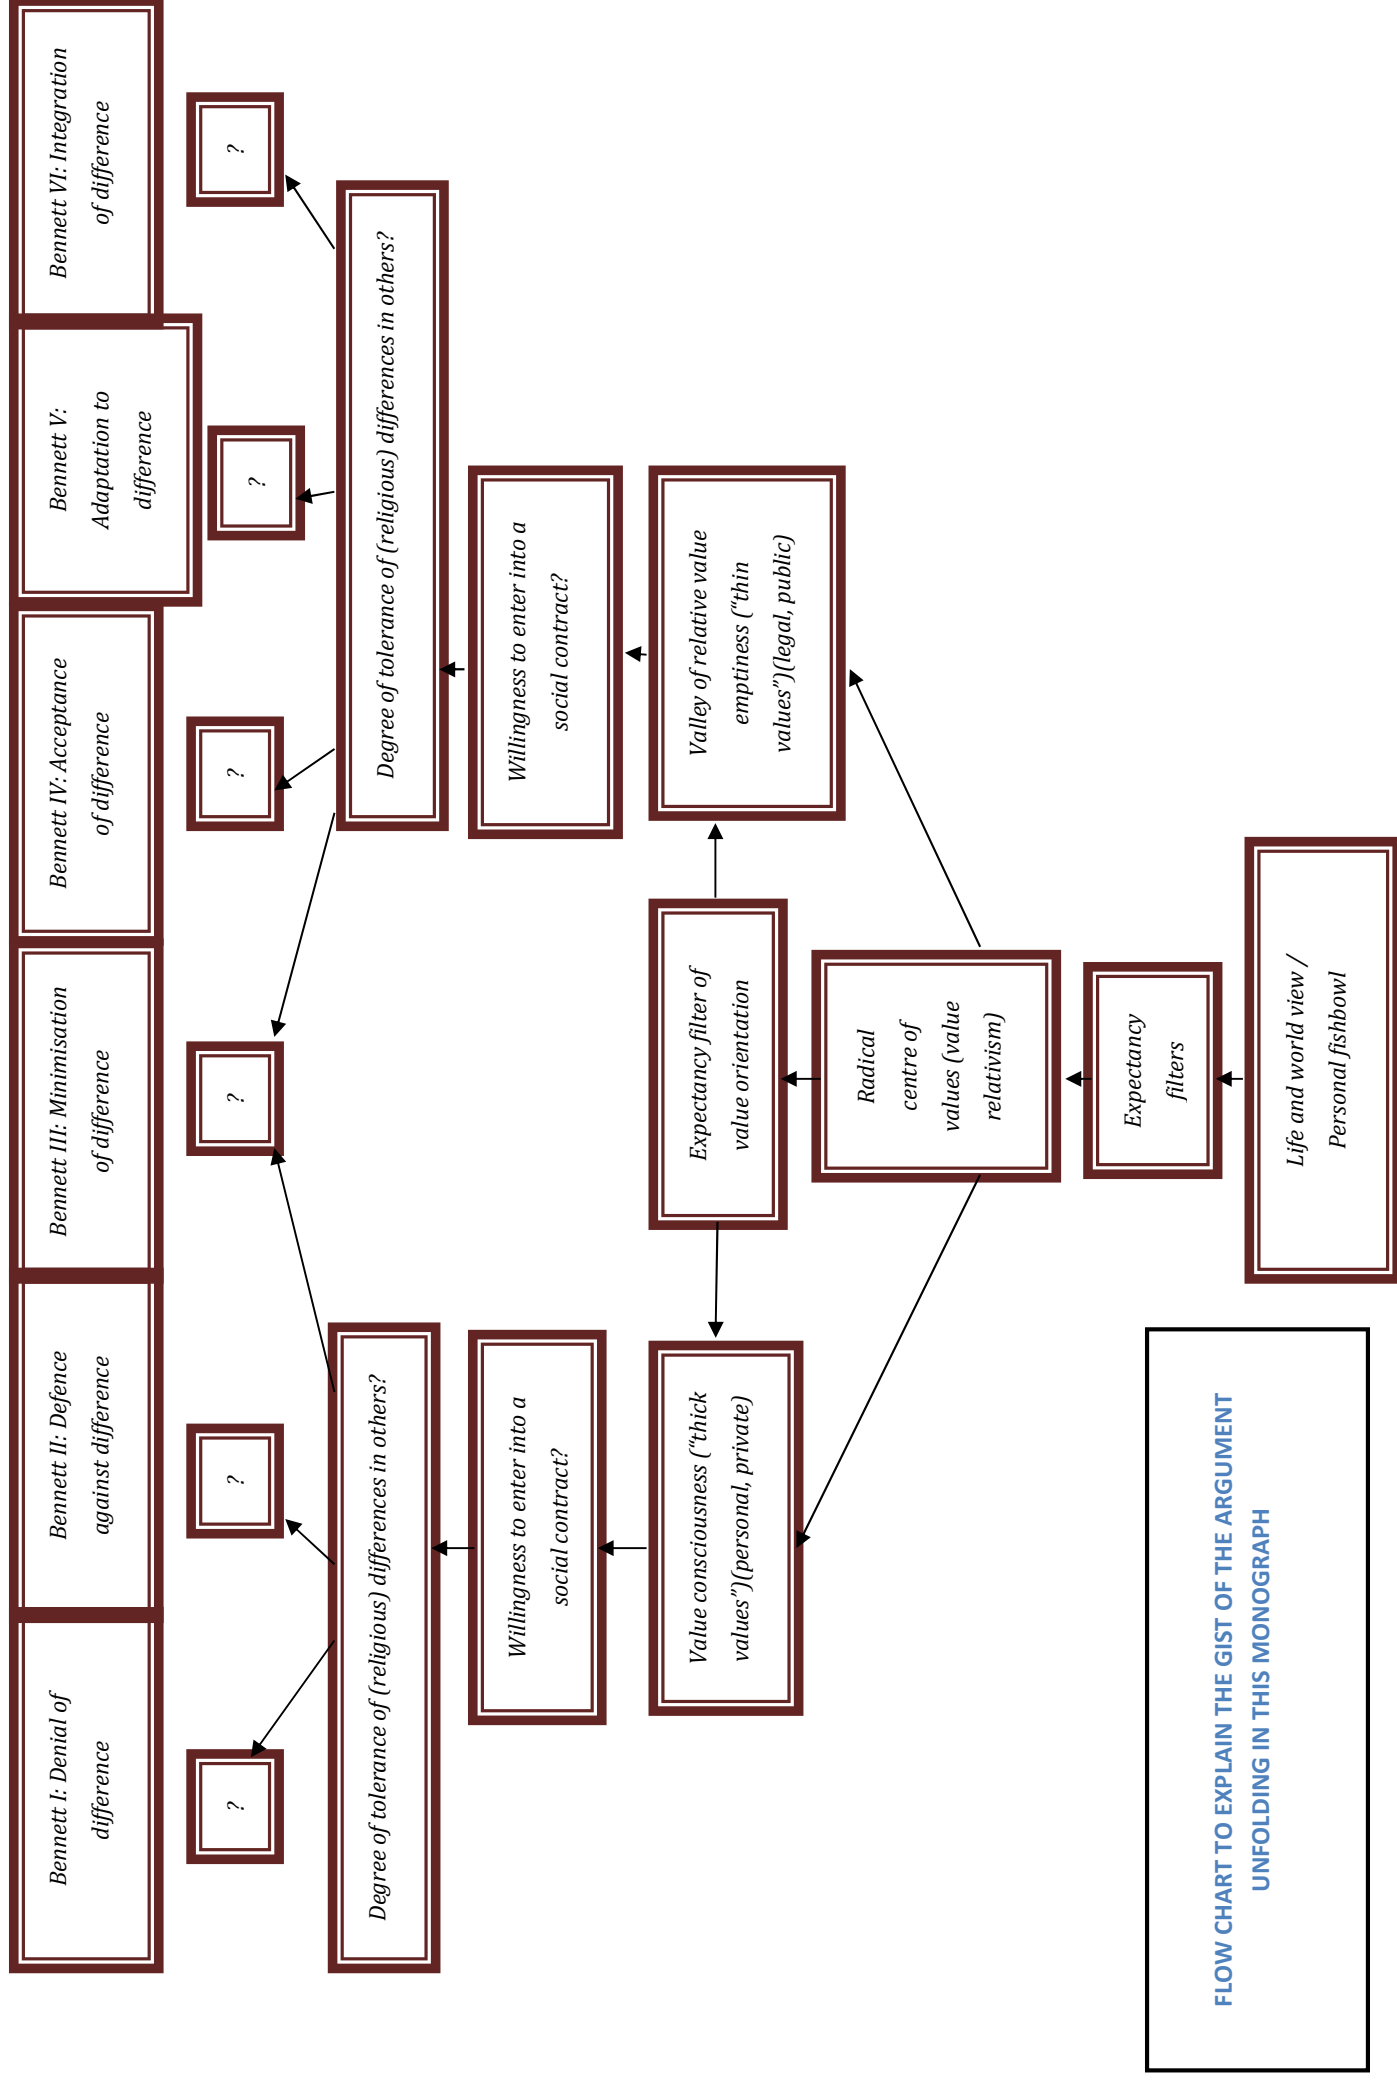 Bennett I: Denial of
difference
Bennett II: Defence
against difference
Bennett III: Minimisation
of difference
Bennett IV: Acceptance
of difference
Bennett V:
Adaptation to
difference
Bennett VI: Integration
of difference
?
?
?
?
?
?
Degree of tolerance of (religious) differences in others?
Degree of tolerance of (religious) differences in others?
Willingness to enter into a
social contract?
Willingness to enter into a
social contract?
Value consciousness (“thick
values”)(personal, private)
Expectancy filter of
value orientation
Valley of relative value
emptiness (“thin
values”)(legal, public)
Radical
centre of
values (value
relativism)
Expectancy
filters
Life and world view /
Personal fishbowl
FLOW CHART TO EXPLAIN THE GIST OF THE ARGUMENT
UNFOLDING IN THIS MONOGRAPH